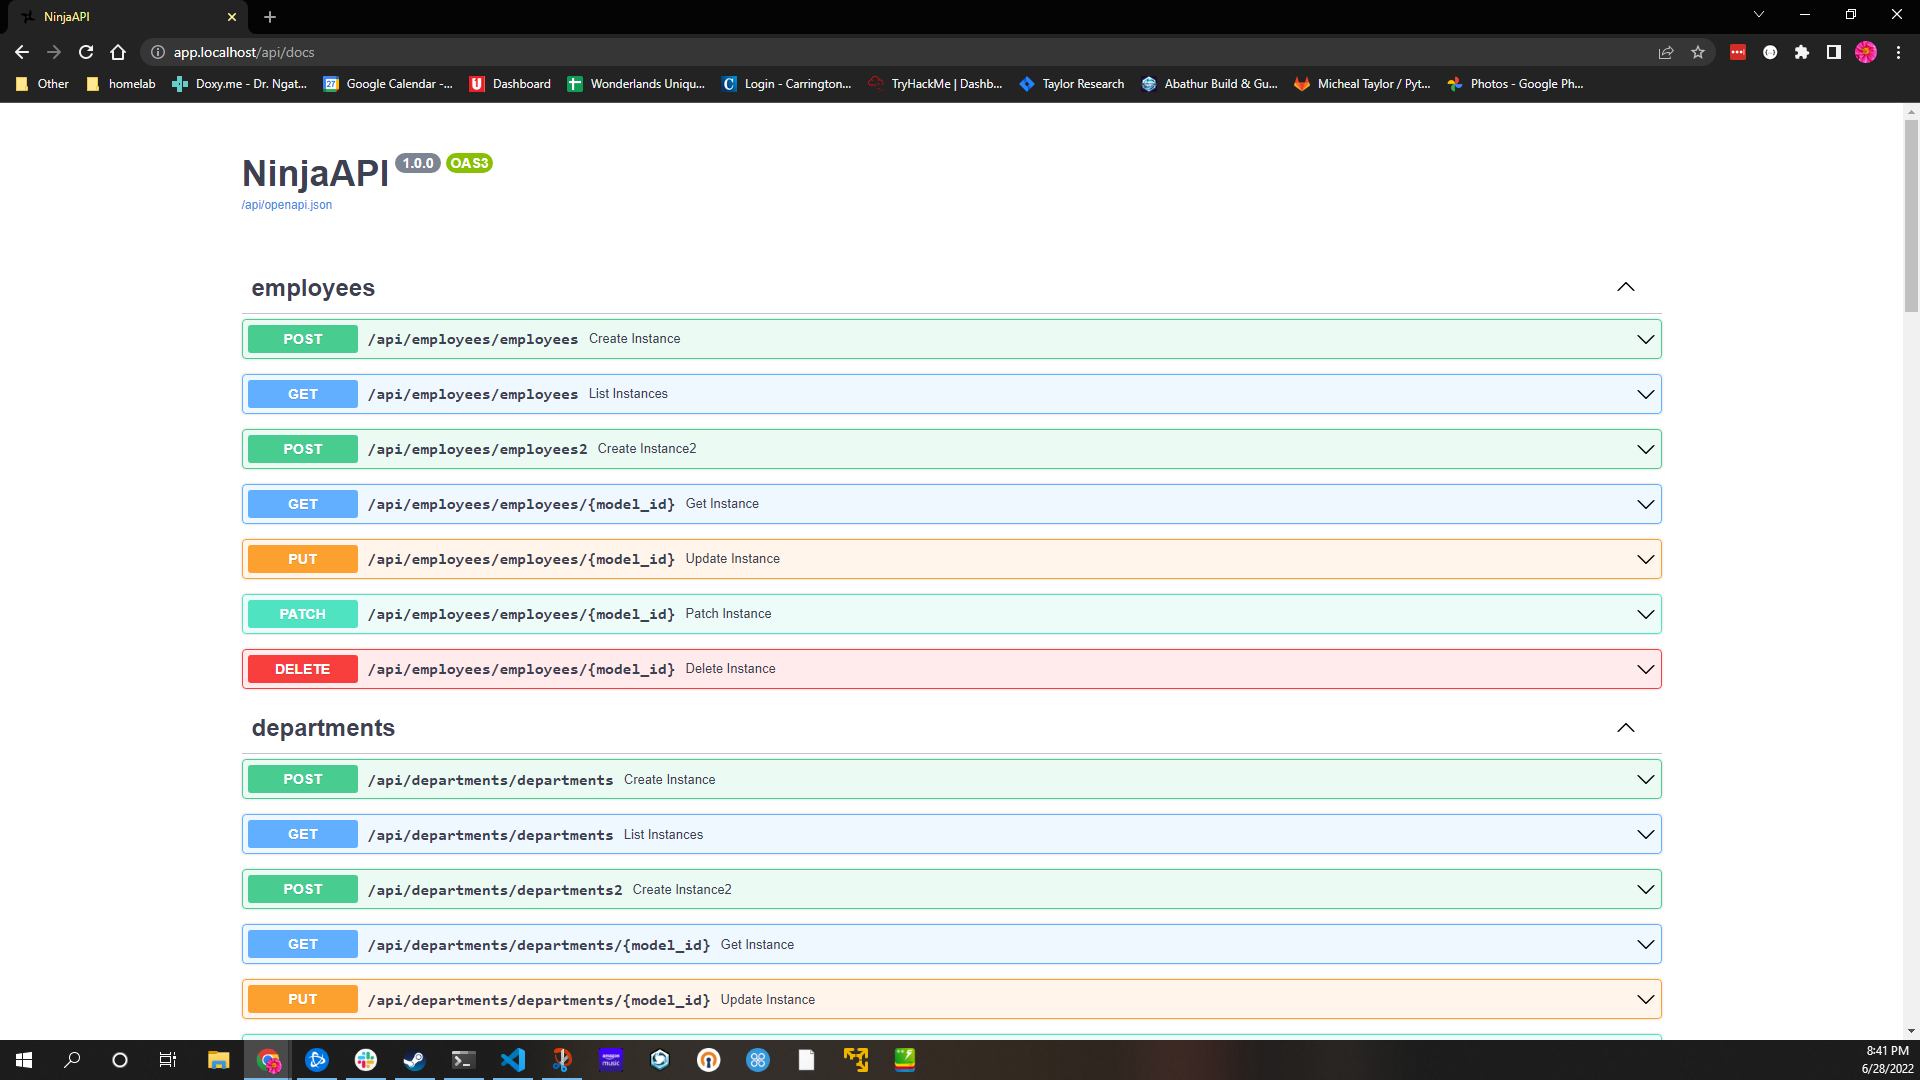 NinjaAPI
app.localhost/api/docs
Other homelab Doxy.me - Dr. Ngat... Google Calendar -... Dashboard Wonderlands Uniqu... Login - Carrington... TryHackMe | Dashb... Taylor Research Abathur Build & Gu... Micheal Taylor / Pyt... Photos - Google Ph...
NinjaAPI 1.0.0 OAS3
/api/openapi.json
employees
POST /api/employees/employees Create Instance
GET /api/employees/employees List Instances
POST /api/employees/employees2 Create Instance2
GET /api/employees/employees/{model_id} Get Instance
PUT /api/employees/employees/{model_id} Update Instance
PATCH /api/employees/employees/{model_id} Patch Instance
DELETE /api/employees/employees/{model_id} Delete Instance
departments
POST /api/departments/departments Create Instance
GET /api/departments/departments List Instances
POST /api/departments/departments2 Create Instance2
GET /api/departments/departments/{model_id} Get Instance
PUT /api/departments/departments/{model_id} Update Instance
8:41 PM
6/28/2022